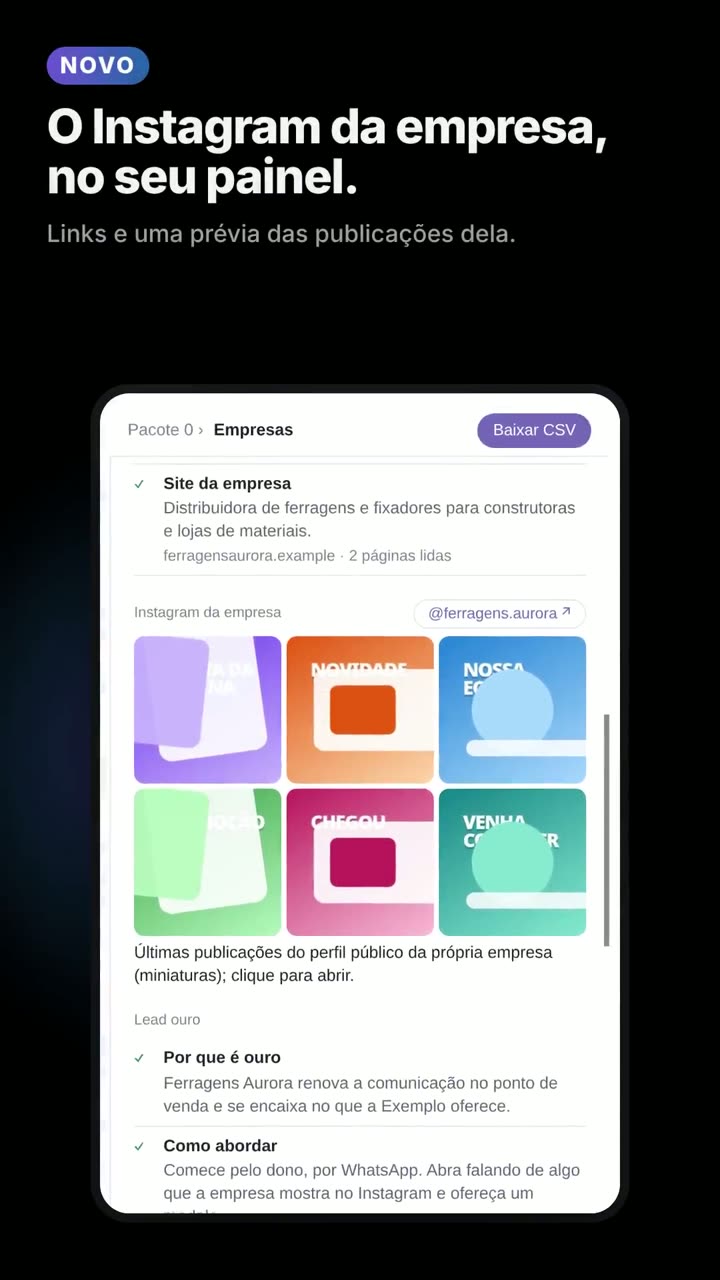 NOVO
O Instagram da empresa,
no seu painel.
Links e uma prévia das publicações dela.
Pacote 0 › Empresas
Baixar CSV
Site da empresa
Distribuidora de ferragens e fixadores para construtoras
e lojas de materiais.
ferragensaurora.example · 2 páginas lidas
Instagram da empresa
@ferragens.aurora ↗
NOVIDADE
NOSSA
CHEGOU
VENHA
Últimas publicações do perfil público da própria empresa
(miniaturas); clique para abrir.
Lead ouro
Por que é ouro
Ferragens Aurora renova a comunicação no ponto de
venda e se encaixa no que a Exemplo oferece.
Como abordar
Comece pelo dono, por WhatsApp. Abra falando de algo
que a empresa mostra no Instagram e ofereça um